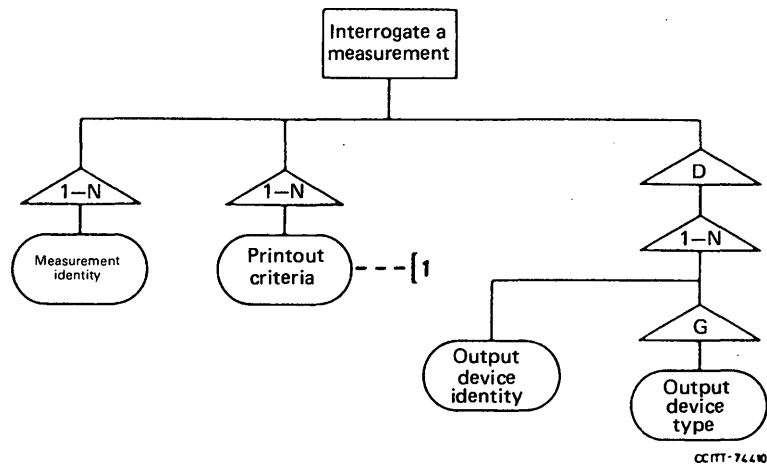 Interrogate a
measurement
1–N
1–N
D
1–N
Measurement
identity
Printout
criteria
[1
G
Output
device
identity
Output
device
type
CCITT-74410